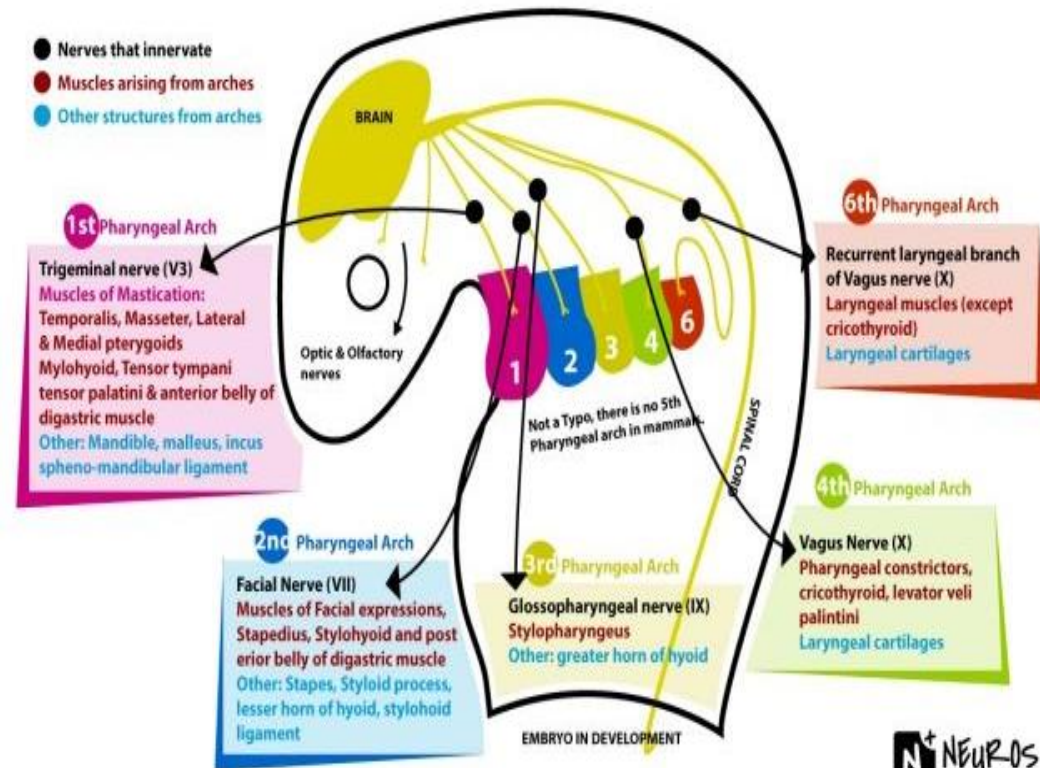 Nerves that innervate
Muscles arising from arches
Other structures from arches
BRAIN
1st Pharyngeal Arch
Trigeminal nerve (V3)
Muscles of Mastication:
Temporalis, Masseter, Lateral
& Medial pterygoids
Mylohyoid, Tensor tympani
tensor palatini & anterior belly of
digastric muscle
Other: Mandible, malleus, incus
spheno-mandibular ligament
Optic & Olfactory
nerves
1
2
3
4
6
Not a Typo, there is no 5th
Pharyngeal arch in mammals.
SPINAL CORD
6th Pharyngeal Arch
Recurrent laryngeal branch
of Vagus nerve (X)
Laryngeal muscles (except
cricothyroid)
Laryngeal cartilages
2nd Pharyngeal Arch
Facial Nerve (VII)
Muscles of Facial expressions,
Stapedius, Stylohyoid and post
erior belly of digastric muscle
Other: Stapes, Styloid process,
lesser horn of hyoid, stylohoid
ligament
3rd Pharyngeal Arch
Glossopharyngeal nerve (IX)
Stylopharyngeus
Other: greater horn of hyoid
4th Pharyngeal Arch
Vagus Nerve (X)
Pharyngeal constrictors,
cricothyroid, levator veli
palintini
Laryngeal cartilages
EMBRYO IN DEVELOPMENT
N+ NEUROS